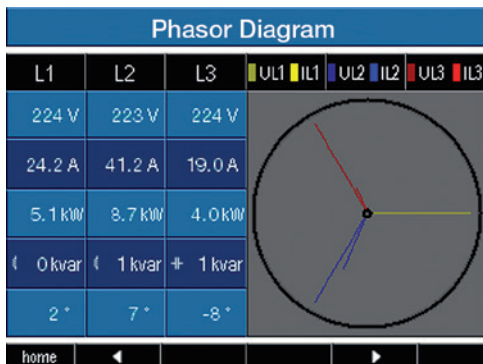 Phasor Diagram
L1 L2 L3 UL1 IL1 UL2 IL2 UL3 IL3
224 V 223 V 224 V
24.2 A 41.2 A 19.0 A
5.1 kW 8.7 kW 4.0 kW
0 kvar 1 kvar 1 kvar
2 ° 7 ° -8 °
home